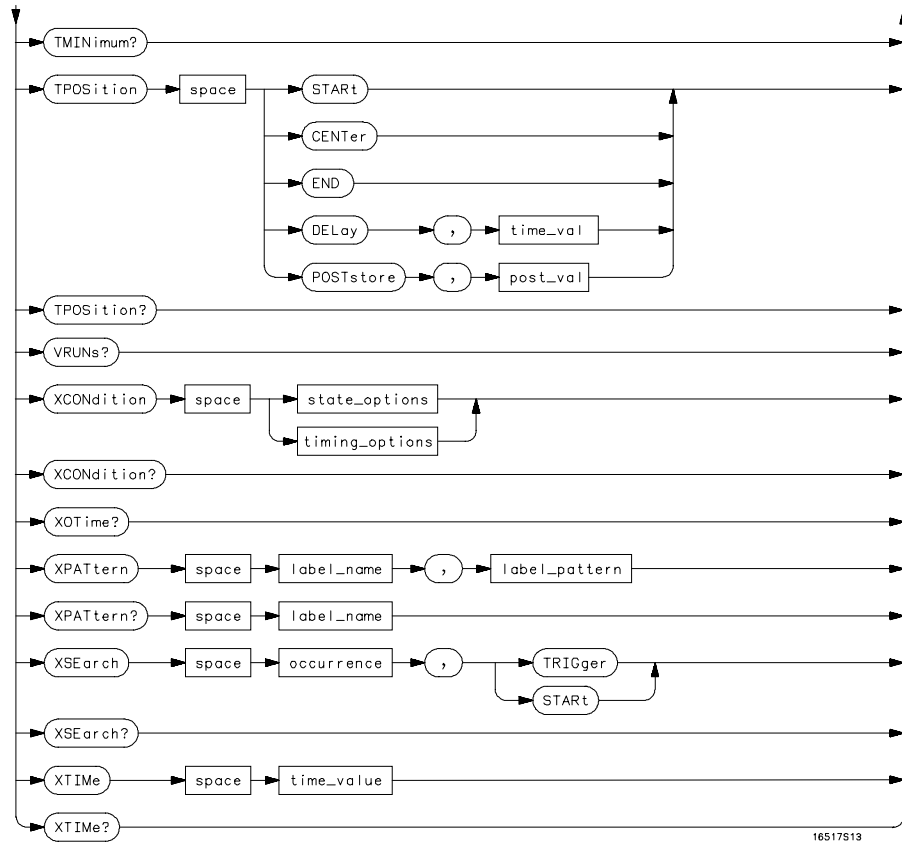 TMINimum?
TPOSition space STARt
CENTer
END
DELay , time_val
POSTstore , post_val
TPOSition?
VRUNs?
XCONdition space state_options
timing_options
XCONdition?
XOTime?
XPATtern space label_name , label_pattern
XPATtern? space label_name
XSEArch space occurrence , TRIGger
STARt
XSEArch?
XTIMe space time_value
XTIMe?
16517S13